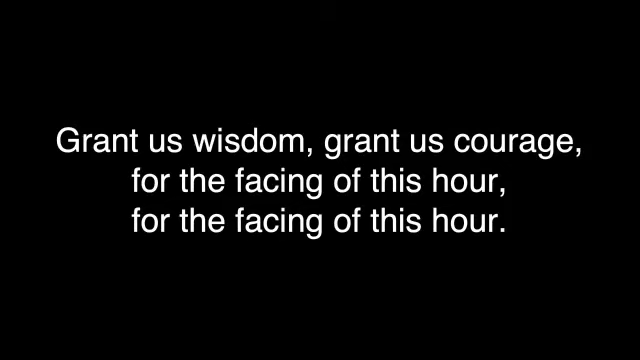 Grant us wisdom, grant us courage,
for the facing of this hour,
for the facing of this hour.